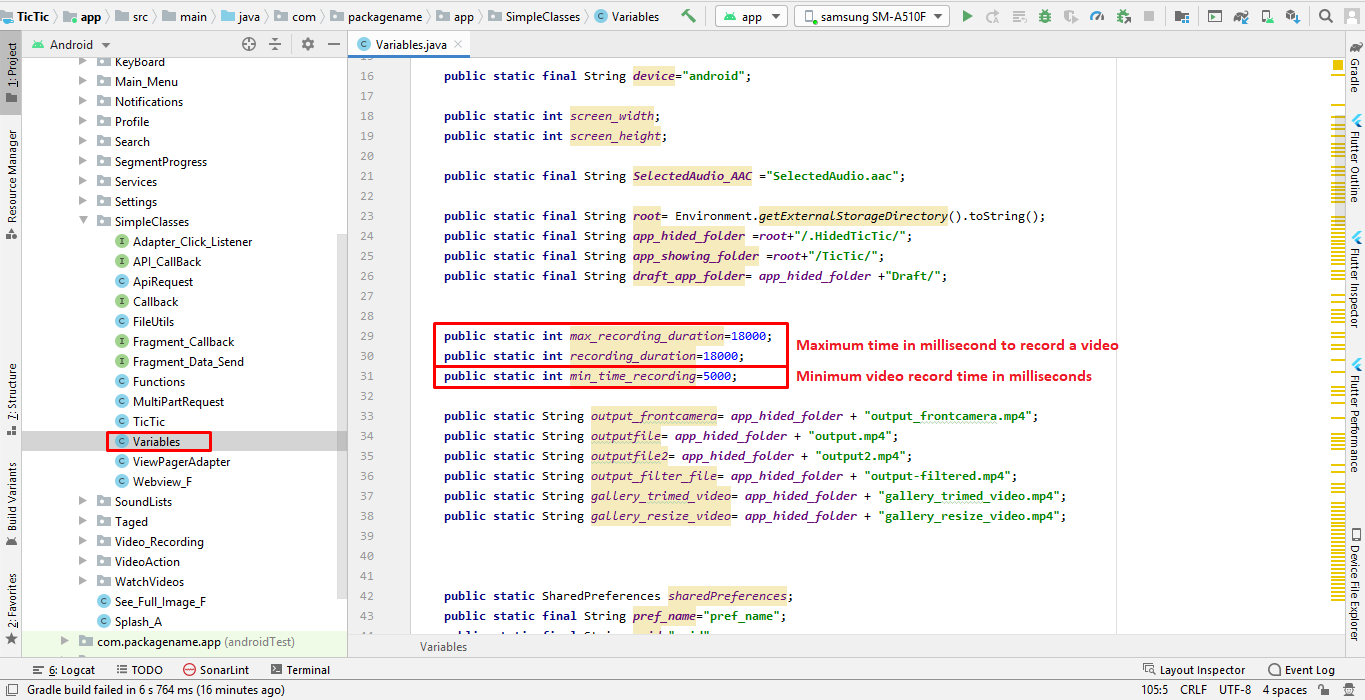 TicTic app src main java com packagename app SimpleClasses Variables app samsung SM-A510F
Android
Variables.java
1: Project
Resource Manager
7: Structure
Build Variants
2: Favorites
KeyBoard
Main_Menu
Notifications
Profile
Search
SegmentProgress
Services
Settings
SimpleClasses
I Adapter_Click_Listener
I API_CallBack
C ApiRequest
I Callback
C FileUtils
I Fragment_Callback
I Fragment_Data_Send
C Functions
C MultiPartRequest
C TicTic
C Variables
C ViewPagerAdapter
C Webview_F
SoundLists
Taged
Video_Recording
VideoAction
WatchVideos
C See_Full_Image_F
C Splash_A
com.packagename.app (androidTest)
15
16 public static final String device="android";
17
18 public static int screen_width;
19 public static int screen_height;
20
21 public static final String SelectedAudio_AAC ="SelectedAudio.aac";
22
23 public static final String root= Environment.getExternalStorageDirectory().toString();
24 public static final String app_hided_folder =root+"/.HidedTicTic/";
25 public static final String app_showing_folder =root+"/TicTic/";
26 public static final String draft_app_folder= app_hided_folder +"Draft/";
27
28
29 public static int max_recording_duration=18000;
30 public static int recording_duration=18000;
Maximum time in millisecond to record a video
31 public static int min_time_recording=5000;
Minimum video record time in milliseconds
32
33 public static String output_frontcamera= app_hided_folder + "output_frontcamera.mp4";
34 public static String outputfile= app_hided_folder + "output.mp4";
35 public static String outputfile2= app_hided_folder + "output2.mp4";
36 public static String output_filter_file= app_hided_folder + "output-filtered.mp4";
37 public static String gallery_trimed_video= app_hided_folder + "gallery_trimed_video.mp4";
38 public static String gallery_resize_video= app_hided_folder + "gallery_resize_video.mp4";
39
40
41
42 public static SharedPreferences sharedPreferences;
43 public static final String pref_name="pref_name";
Variables
Gradle
Flutter Outline
Flutter Inspector
Flutter Performance
Device File Explorer
6: Logcat TODO SonarLint Terminal Layout Inspector Event Log
Gradle build failed in 6 s 764 ms (16 minutes ago) 105:5 CRLF UTF-8 4 spaces